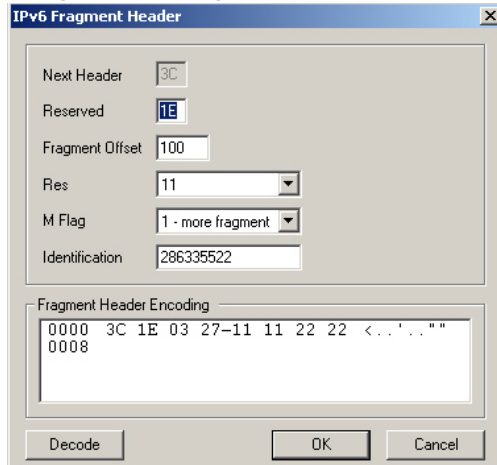 IPv6 Fragment Header
Next Header 3C
Reserved 1E
Fragment Offset 100
Res 11
M Flag 1 - more fragment
Identification 286335522
Fragment Header Encoding
0000 3C 1E 03 27-11 11 22 22 <..'..""
0008
Decode OK Cancel